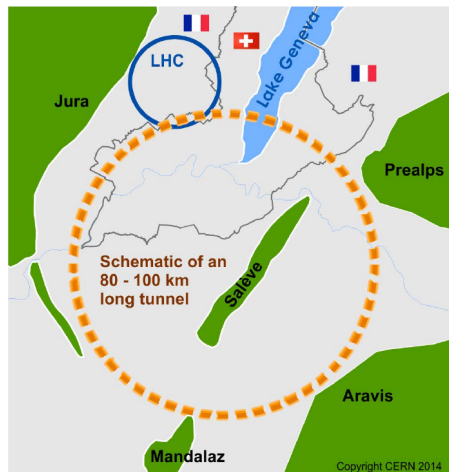 LHC
Lake Geneva
Jura
Prealps
Schematic of an
80 - 100 km
long tunnel
Salève
Aravis
Mandalaz
Copyright CERN 2014